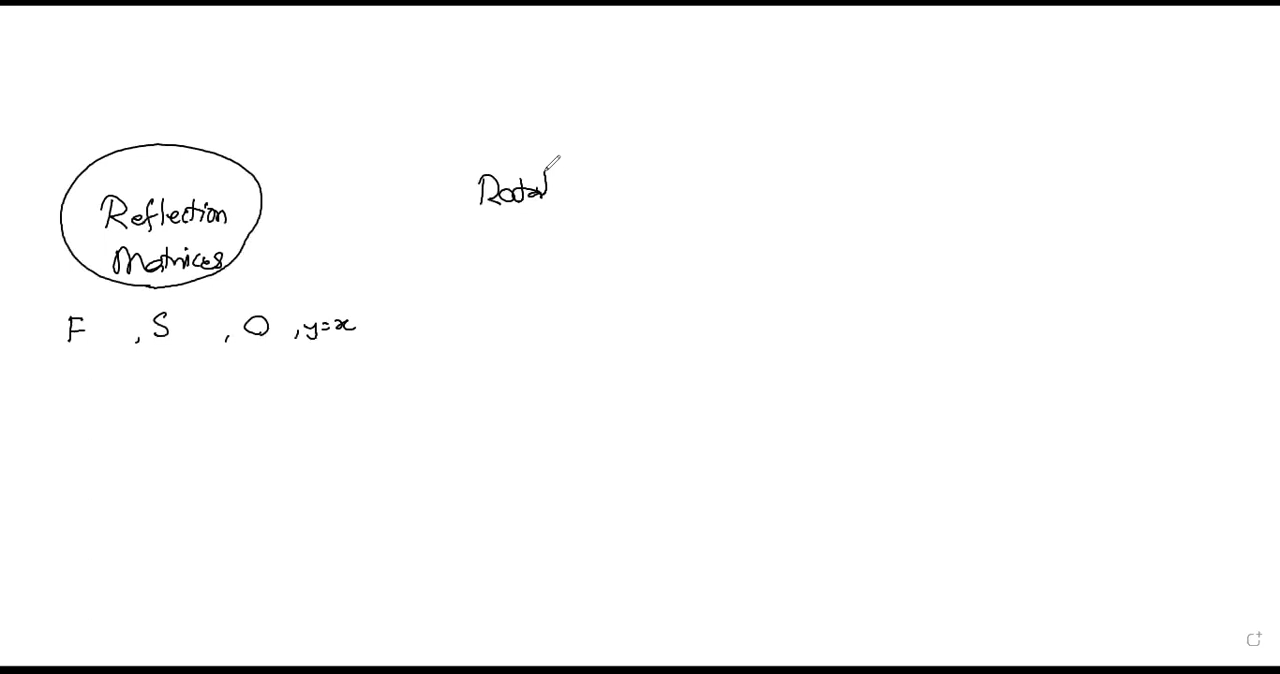 Reflection
Matrices
F , S , O , y=x
Rotat